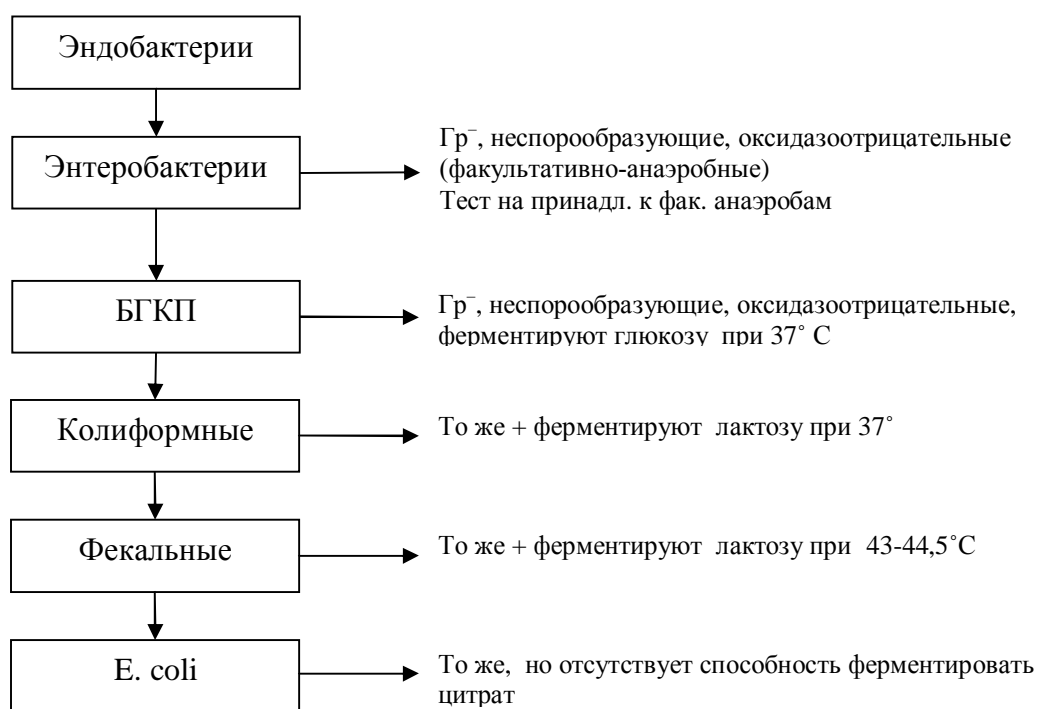 Эндобактерии
Энтеробактерии
Гр⁻, неспорообразующие, оксидазоотрицательные
(факультативно-анаэробные)
Тест на принадл. к фак. анаэробам
БГКП
Гр⁻, неспорообразующие, оксидазоотрицательные,
ферментируют глюкозу при 37˚ С
Колиформные
То же + ферментируют лактозу при 37˚
Фекальные
То же + ферментируют лактозу при 43-44,5˚С
E. coli
То же, но отсутствует способность ферментировать
цитрат